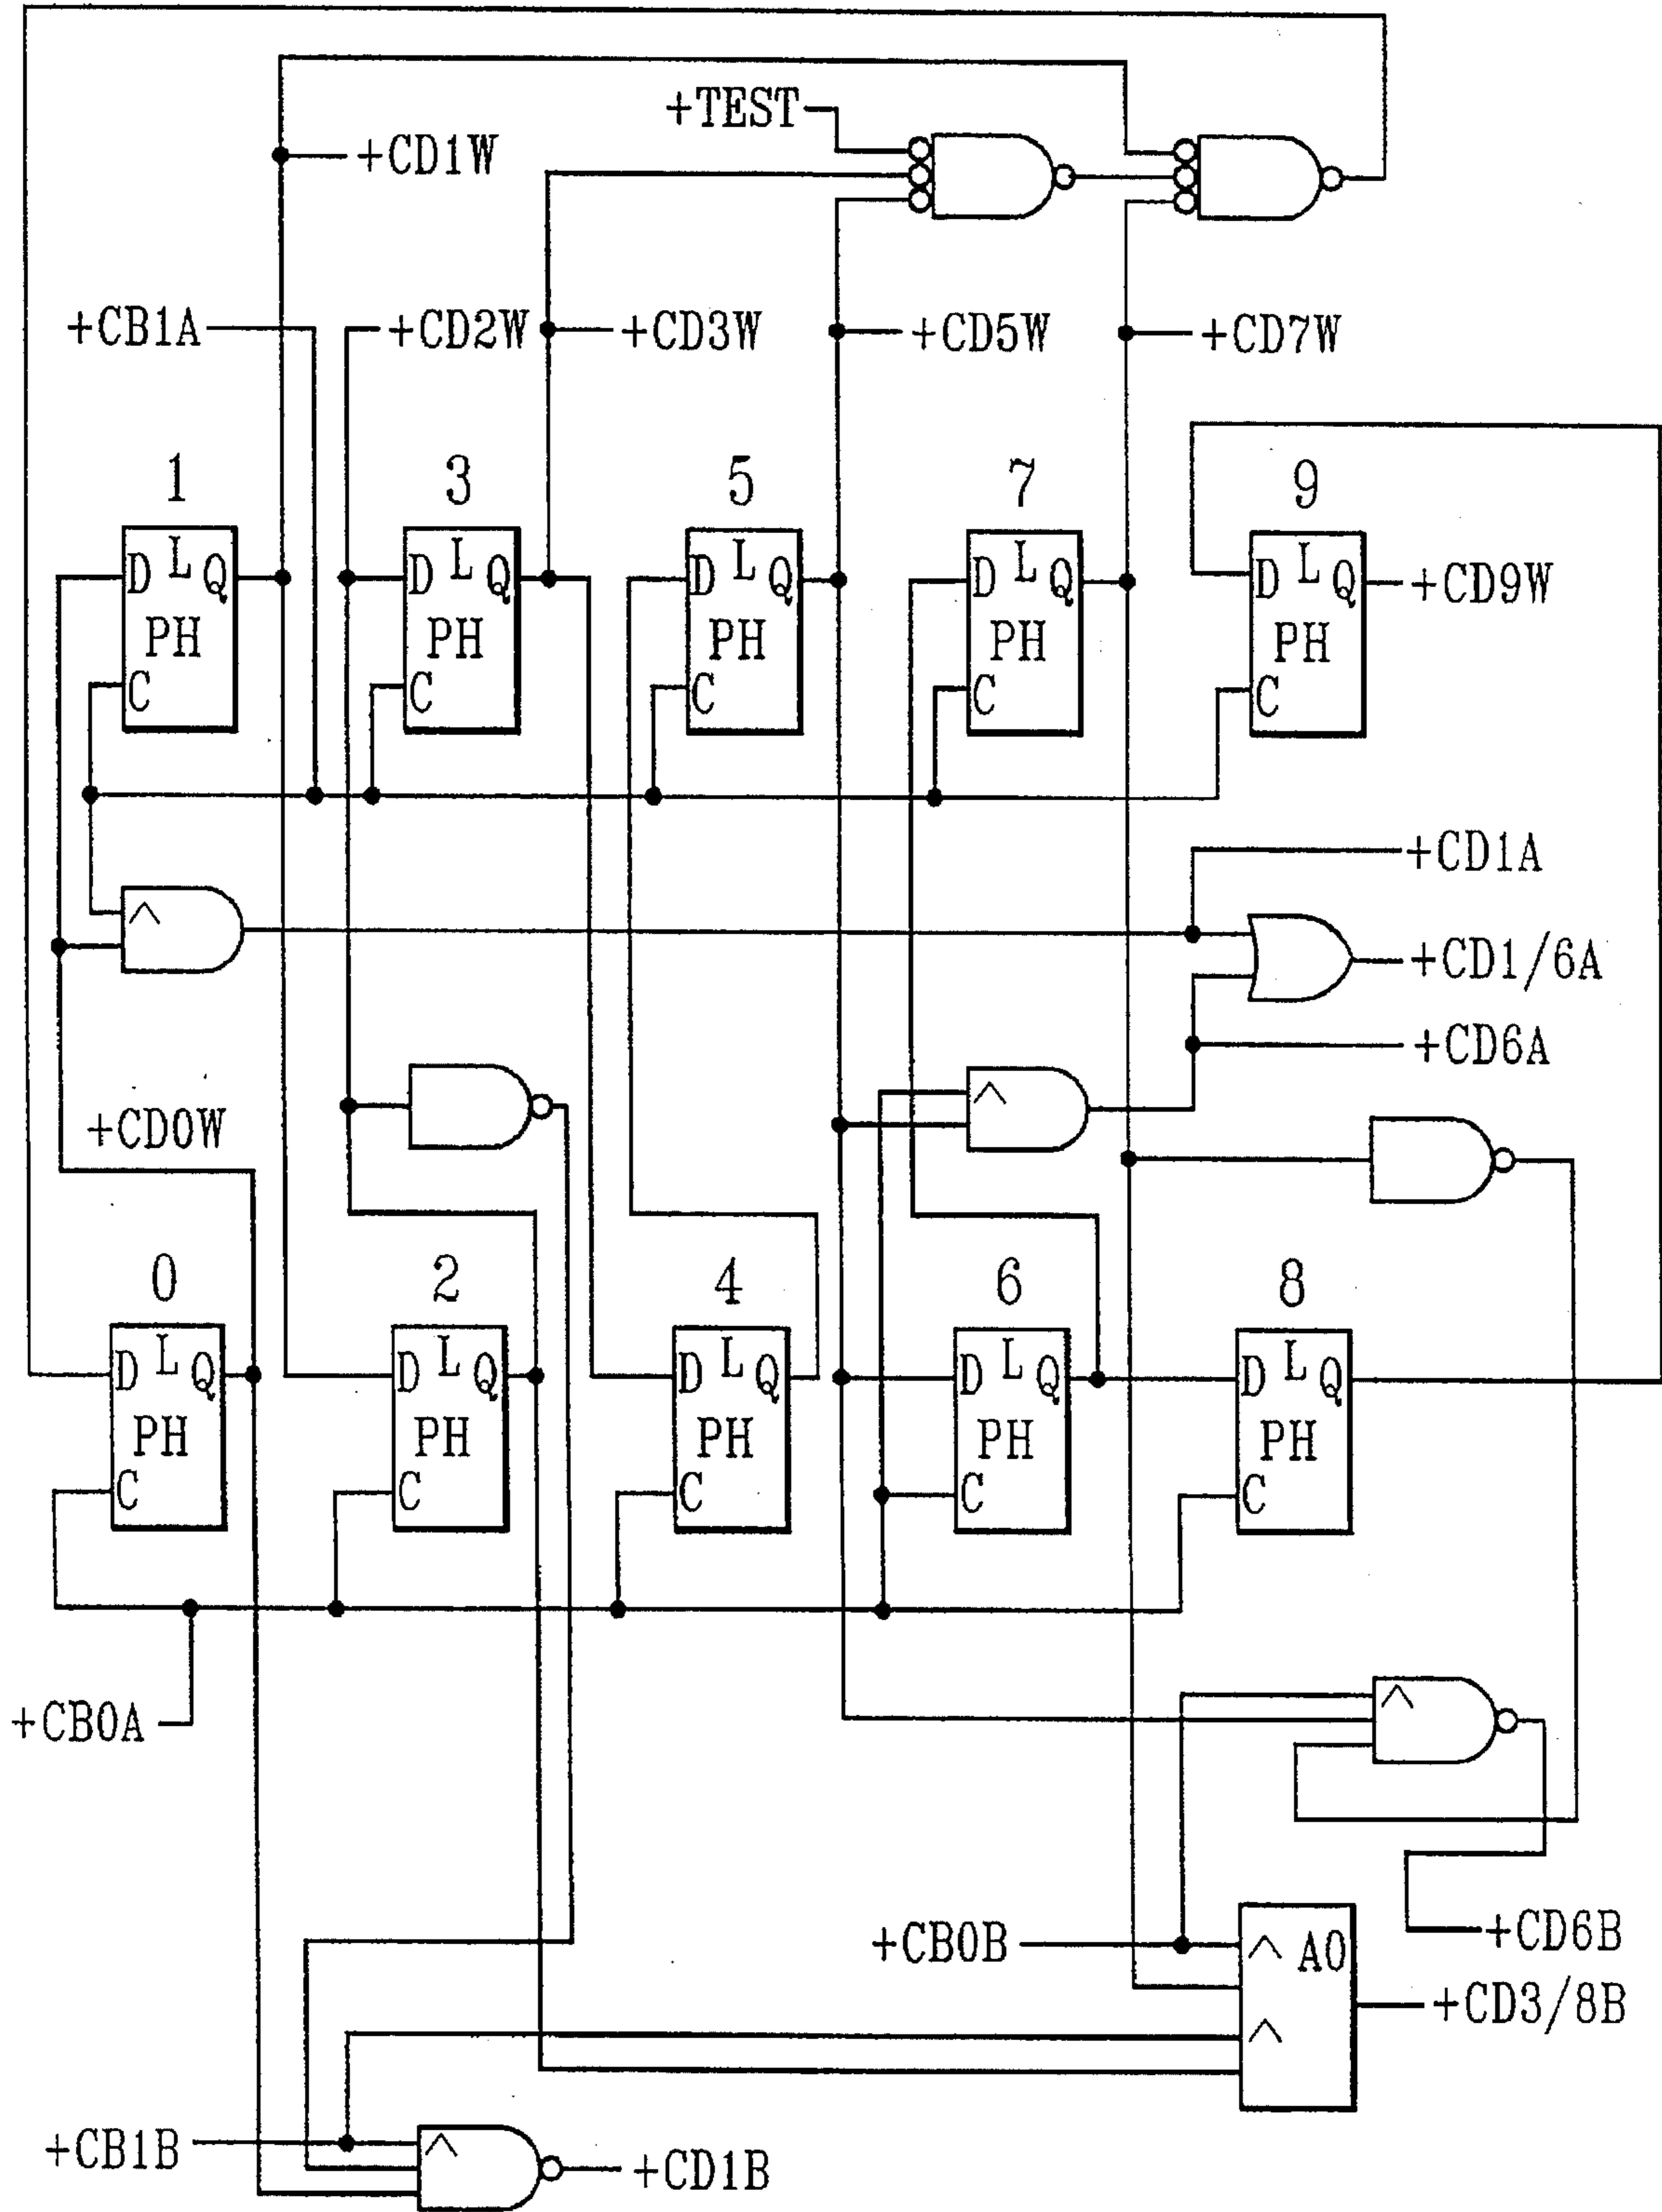 +TEST
+CD1W
+CB1A
+CD2W
+CD3W
+CD5W
+CD7W
1
3
5
7
9
D L Q
PH
C
D L Q
PH
C
D L Q
PH
C
D L Q
PH
C
D L Q
PH
C
+CD9W
+CD1A
^
+CD1/6A
+CD6A
^
+CD0W
0
2
4
6
8
D L Q
PH
C
D L Q
PH
C
D L Q
PH
C
D L Q
PH
C
D L Q
PH
C
+CB0A
^
+CD6B
+CB0B
^ AO
+CD3/8B
^
+CB1B
^
+CD1B